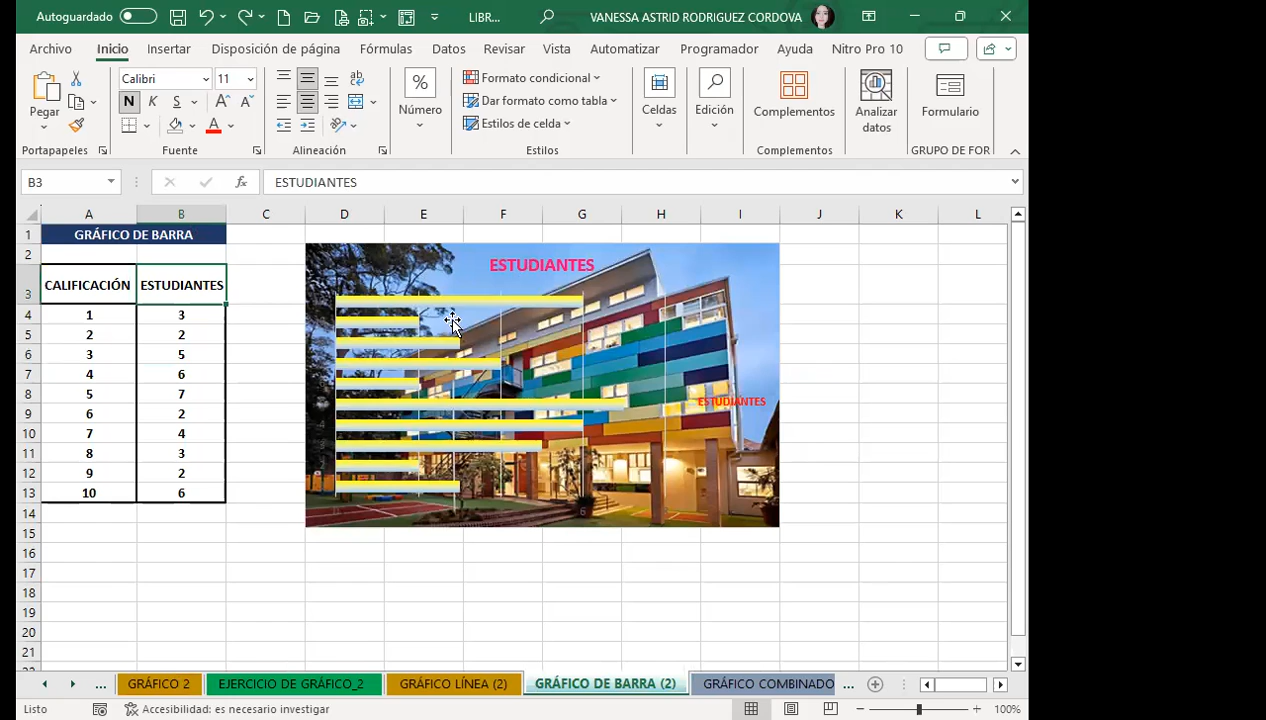 Autoguardado
LIBR...
VANESSA ASTRID RODRIGUEZ CORDOVA
Archivo Inicio Insertar Disposición de página Fórmulas Datos Revisar Vista Automatizar Programador Ayuda Nitro Pro 10
Pegar
Calibri 11
N K S
Número
Formato condicional
Dar formato como tabla
Estilos de celda
Celdas
Edición
Complementos
Analizar datos
Formulario
Portapapeles Fuente Alineación Estilos Complementos GRUPO DE FOR
B3 fx ESTUDIANTES
A B C D E F G H I J K L
1 GRÁFICO DE BARRA
2
3 CALIFICACIÓN ESTUDIANTES
4 1 3
5 2 2
6 3 5
7 4 6
8 5 7
9 6 2
10 7 4
11 8 3
12 9 2
13 10 6
14
15
16
17
18
19
20
21
ESTUDIANTES
ESTUDIANTES
6
... GRÁFICO 2 EJERCICIO DE GRÁFICO_2 GRÁFICO LÍNEA (2) GRÁFICO DE BARRA (2) GRÁFICO COMBINADO ...
Listo Accesibilidad: es necesario investigar 100%